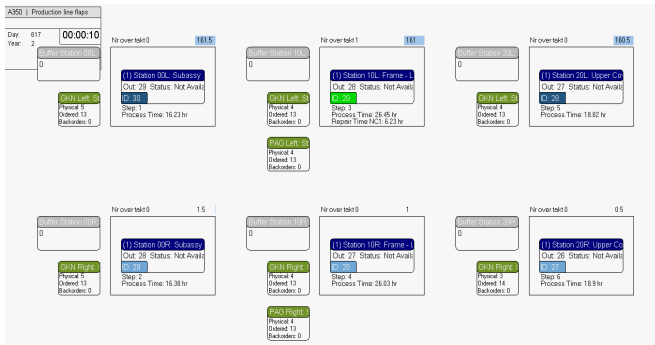 A350 | Production line flaps
Day: 617 00:00:10
Year: 2
Nr over takt 0 161.5
Buffer Station 00L
0
(1) Station 00L: Subassy
Out: 29 Status: Not Availa
ID: 30
Step: 1
Process Time: 16.23 hr
GKN Left: St
Physical: 5
Ordered: 13
Backorders: 0
Nr over takt 1 161
Buffer Station 10L
0
(1) Station 10L: Frame - L
Out: 28 Status: Not Availa
ID: 29
Step: 3
Process Time: 26.45 hr
Repair Time NC1: 6.23 hr
GKN Left: St
Physical: 4
Ordered: 13
Backorders: 0
PAG Left: St
Physical: 4
Ordered: 13
Backorders: 0
Nr over takt 0 160.5
Buffer Station 20L
0
(1) Station 20L: Upper Cov
Out: 27 Status: Not Availa
ID: 28
Step: 5
Process Time: 18.82 hr
GKN Left: St
Physical: 4
Ordered: 13
Backorders: 0
Nr over takt 0 1.5
Buffer Station 00R
0
(1) Station 00R: Subassy
Out: 28 Status: Not Availa
ID: 29
Step: 2
Process Time: 16.38 hr
GKN Right:
Physical: 5
Ordered: 13
Backorders: 0
Nr over takt 0 1
Buffer Station 10R
0
(1) Station 10R: Frame - L
Out: 27 Status: Not Availa
ID: 28
Step: 4
Process Time: 26.03 hr
GKN Right:
Physical: 4
Ordered: 13
Backorders: 0
PAG Right: S
Physical: 4
Ordered: 13
Backorders: 0
Nr over takt 0 0.5
Buffer Station 20R
0
(1) Station 20R: Upper Co
Out: 26 Status: Not Availa
ID: 27
Step: 6
Process Time: 18.9 hr
GKN Right:
Physical: 3
Ordered: 14
Backorders: 0